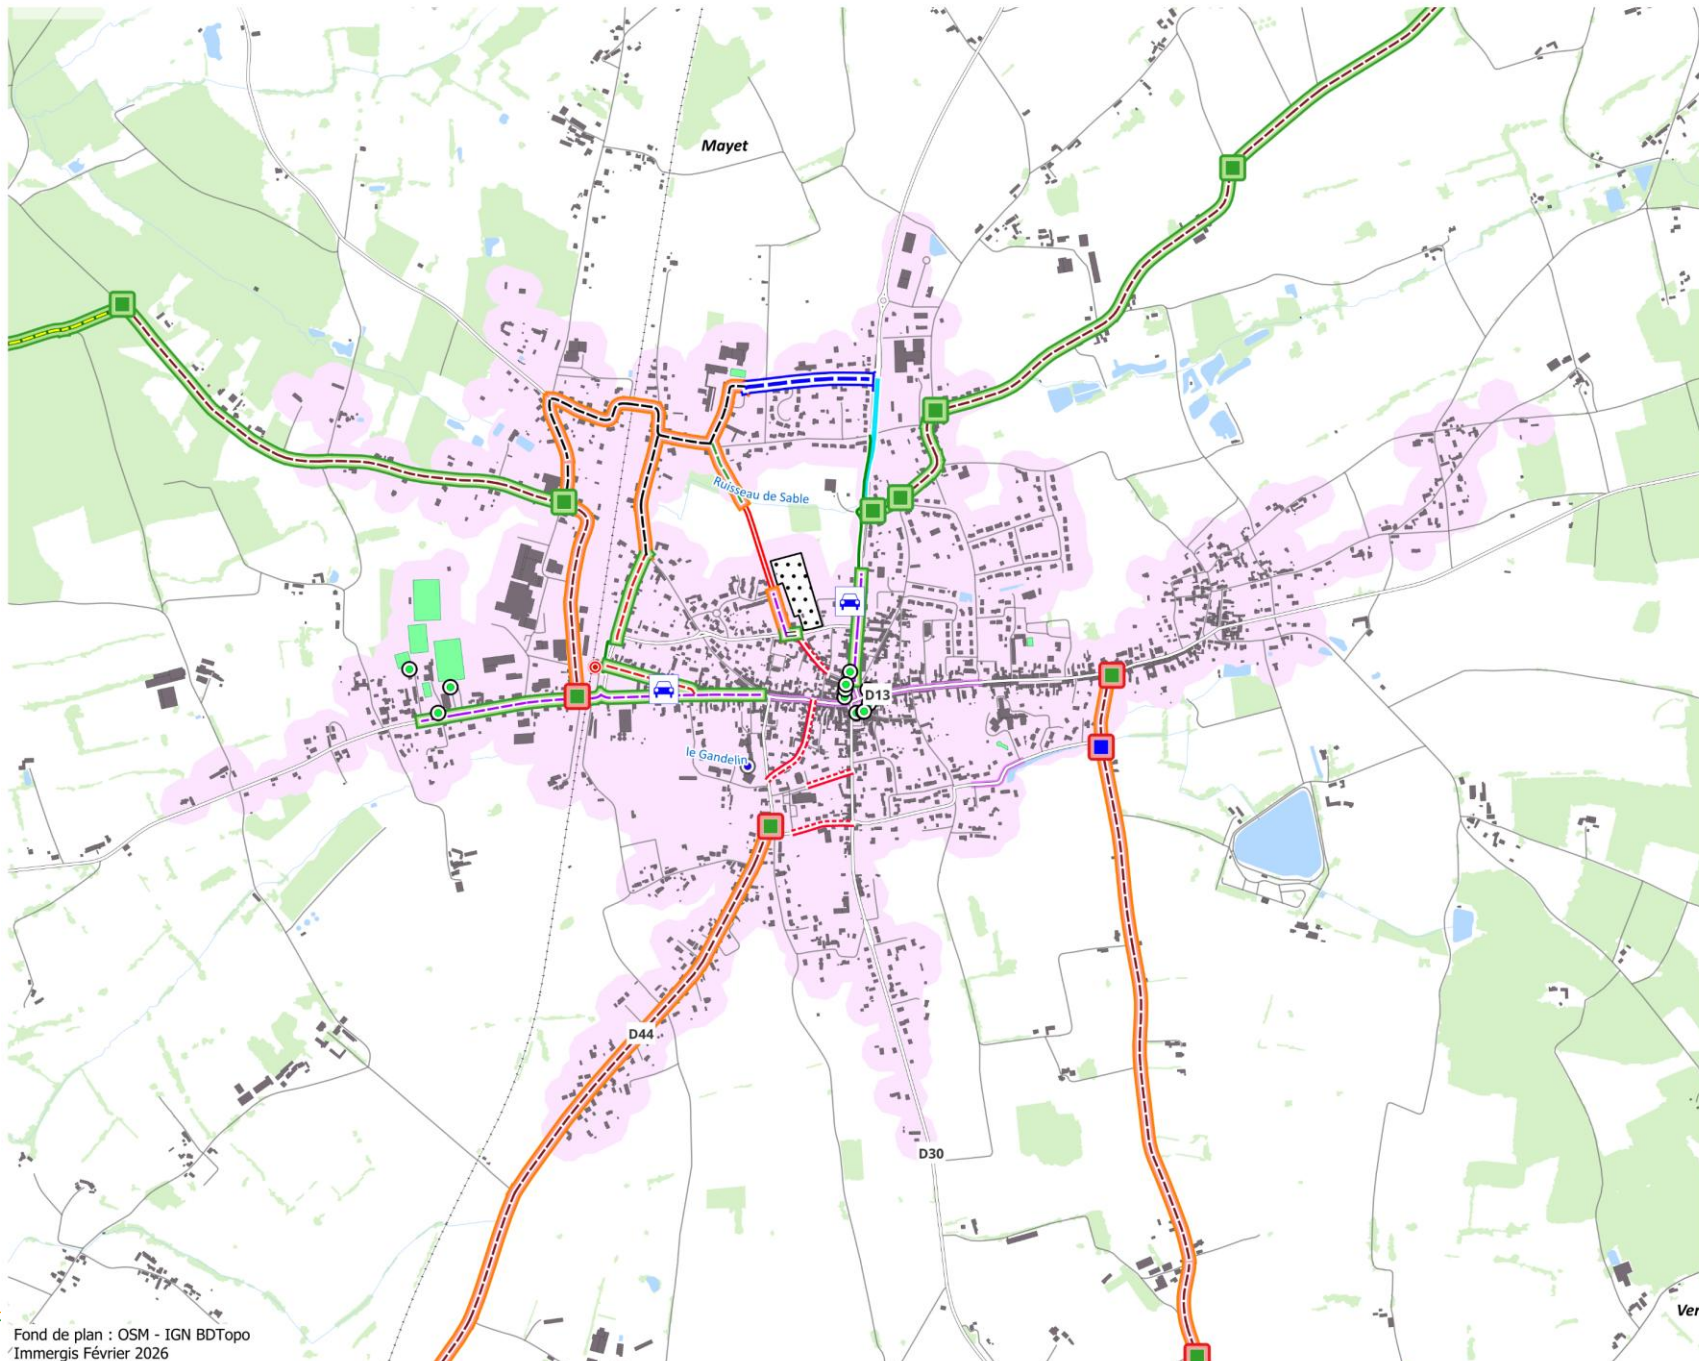 Mayet
Ruisseau de Sable
D13
le Gandelin
D44
D30
Ver
Fond de plan : OSM - IGN BDTopo
Immergis Février 2026